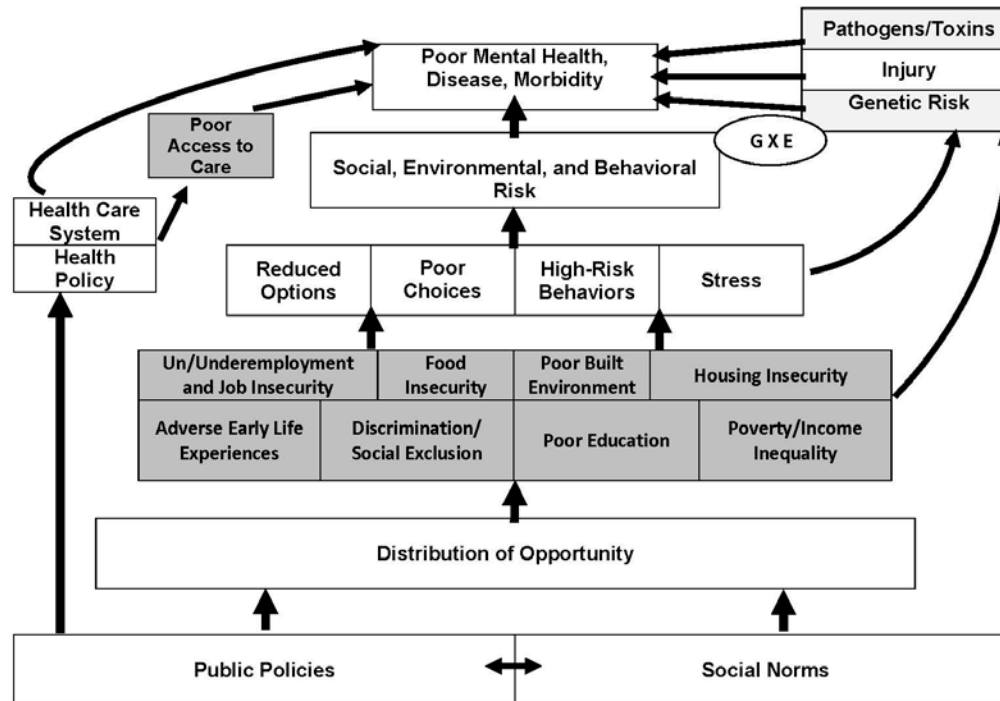 Pathogens/Toxins
Poor Mental Health,
Disease, Morbidity
Injury
Genetic Risk
Poor
Access to
Care
G X E
Social, Environmental, and Behavioral
Risk
Health Care
System
Health
Policy
Reduced
Options
Poor
Choices
High-Risk
Behaviors
Stress
Un/Underemployment
and Job Insecurity
Food
Insecurity
Poor Built
Environment
Housing Insecurity
Adverse Early Life
Experiences
Discrimination/
Social Exclusion
Poor Education
Poverty/Income
Inequality
Distribution of Opportunity
Public Policies
Social Norms